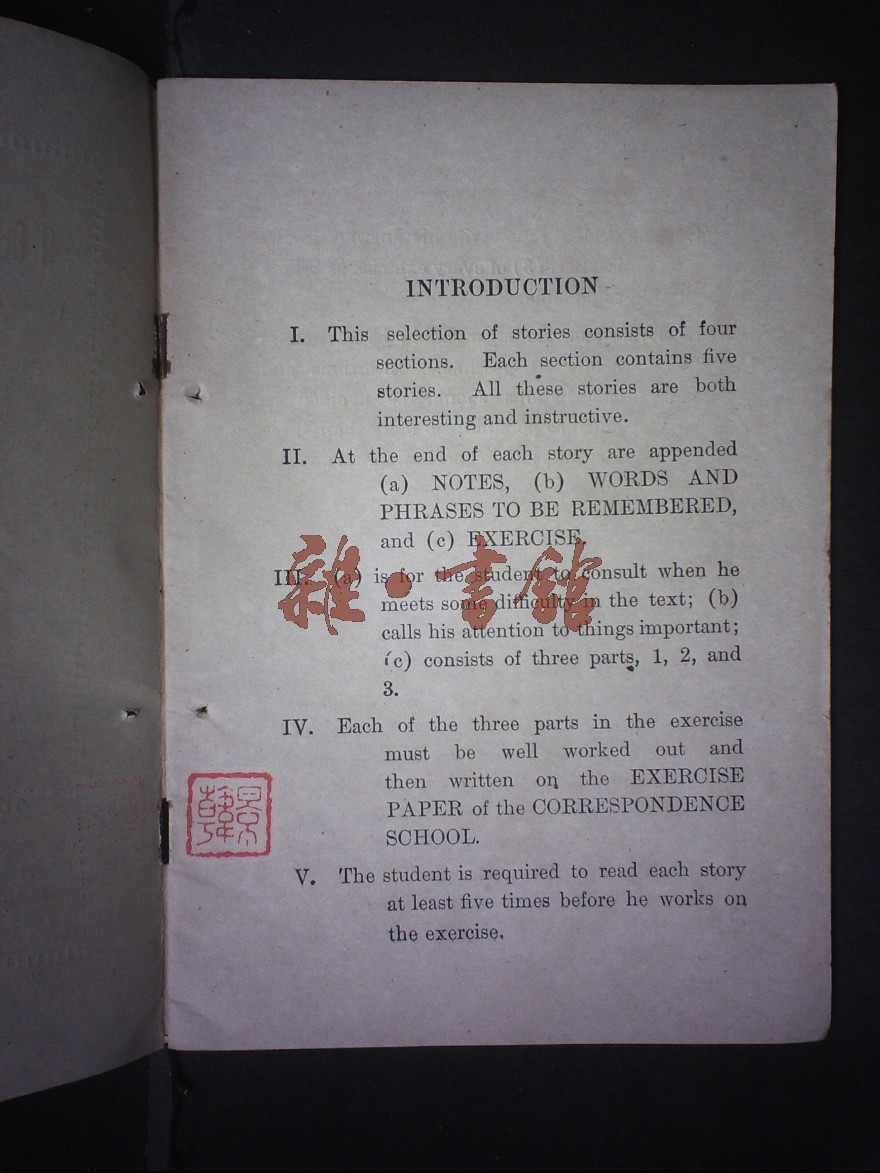 INTRODUCTION
I. This selection of stories consists of four
sections. Each section contains five
stories. All these stories are both
interesting and instructive.
II. At the end of each story are appended
(a) NOTES, (b) WORDS AND
PHRASES TO BE REMEMBERED,
and (c) EXERCISE.
III. (a) is for the student to consult when he
meets some difficulty in the text; (b)
calls his attention to things important;
(c) consists of three parts, 1, 2, and
3.
雜·書館
IV. Each of the three parts in the exercise
must be well worked out and
then written on the EXERCISE
PAPER of the CORRESPONDENCE
SCHOOL.
V. The student is required to read each story
at least five times before he works on
the exercise.